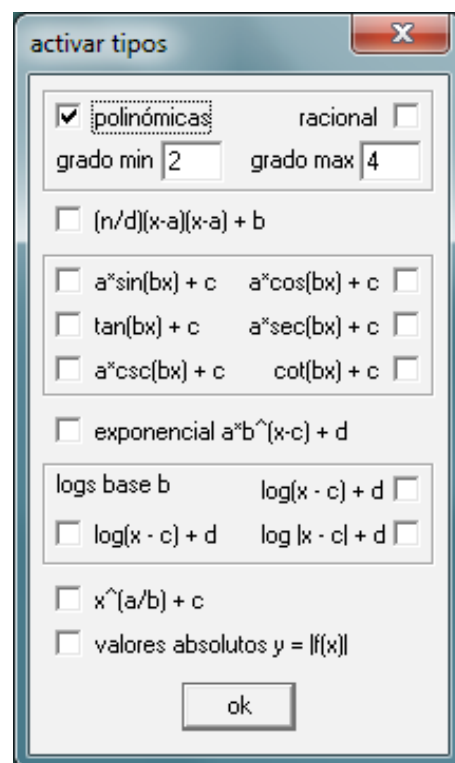 activar tipos
polinómicas racional
grado min 2 grado max 4
(n/d)(x-a)(x-a) + b
a*sin(bx) + c a*cos(bx) + c
tan(bx) + c a*sec(bx) + c
a*csc(bx) + c cot(bx) + c
exponencial a*b^(x-c) + d
logs base b log(x - c) + d
log(x - c) + d log |x - c| + d
x^(a/b) + c
valores absolutos y = |f(x)|
ok